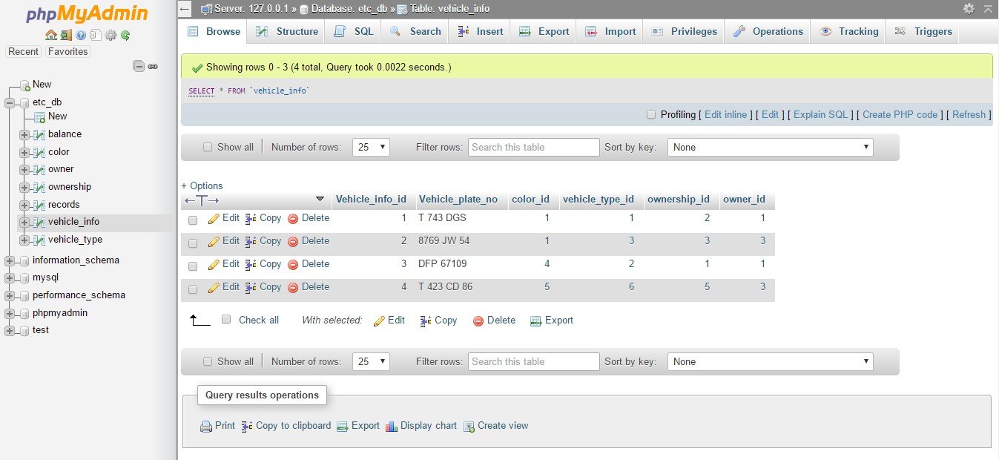 phpMyAdmin
Recent Favorites
New
etc_db
New
balance
color
owner
ownership
records
vehicle_info
vehicle_type
information_schema
mysql
performance_schema
phpmyadmin
test
Server: 127.0.0.1 » Database: etc_db » Table: vehicle_info
Browse Structure SQL Search Insert Export Import Privileges Operations Tracking Triggers
Showing rows 0 - 3 (4 total, Query took 0.0022 seconds.)
SELECT * FROM `vehicle_info`
Profiling [ Edit inline ] [ Edit ] [ Explain SQL ] [ Create PHP code ] [ Refresh ]
Show all Number of rows: 25 Filter rows: Search this table Sort by key: None
+ Options
←T→ Vehicle_info_id Vehicle_plate_no color_id vehicle_type_id ownership_id owner_id
Edit Copy Delete 1 T 743 DGS 1 1 2 1
Edit Copy Delete 2 8769 JW 54 1 3 3 3
Edit Copy Delete 3 DFP 67109 4 2 1 1
Edit Copy Delete 4 T 423 CD 86 5 6 5 3
Check all With selected: Edit Copy Delete Export
Show all Number of rows: 25 Filter rows: Search this table Sort by key: None
Query results operations
Print Copy to clipboard Export Display chart Create view